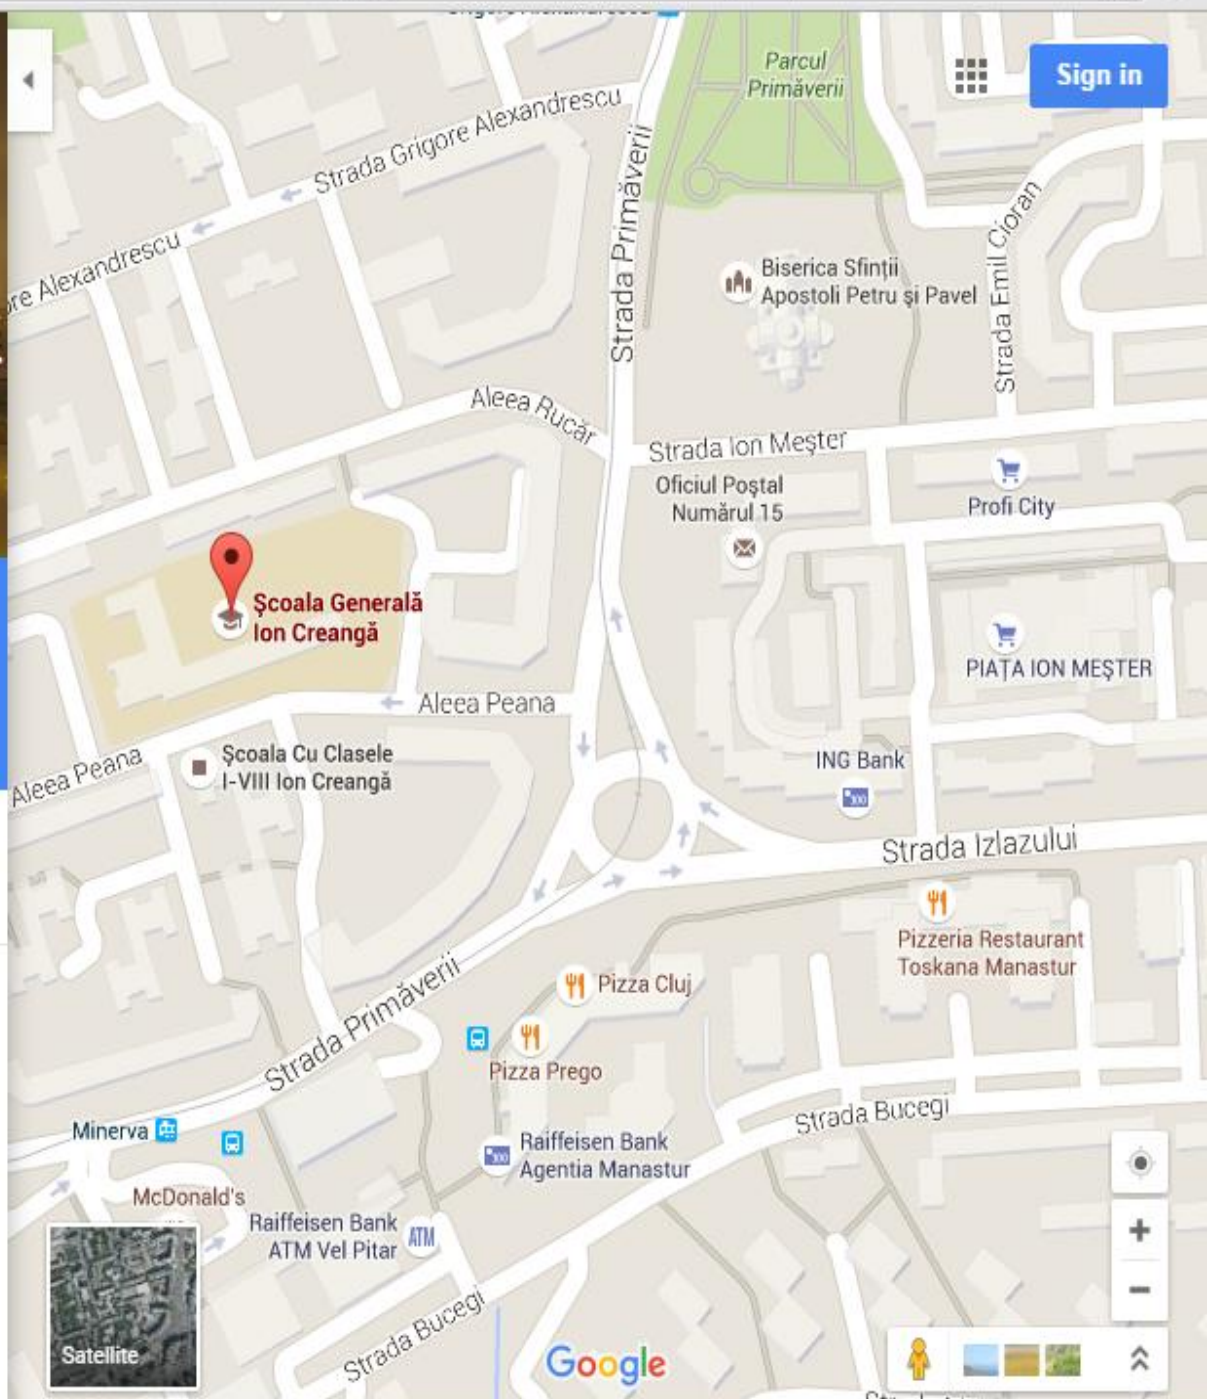 Parcul
Primăverii
Sign in
Strada Grigore Alexandrescu
Strada Primăverii
Alexandrescu
Strada Emil Cioran
Biserica Sfinții
Apostoli Petru și Pavel
Aleea Rucăr
Strada Ion Meșter
Oficiul Poștal
Numărul 15
Profi City
Școala Generală
Ion Creangă
PIAȚA ION MEȘTER
Aleea Peana
Aleea Peana
Școala Cu Clasele
I-VIII Ion Creangă
ING Bank
Strada Izlazului
Pizzeria Restaurant
Toskana Manastur
Pizza Cluj
Strada Primăverii
Pizza Prego
Strada Bucegi
Minerva
Raiffeisen Bank
Agentia Manastur
McDonald's
Raiffeisen Bank
ATM Vel Pitar
ATM
Strada Bucegi
Satellite
Google